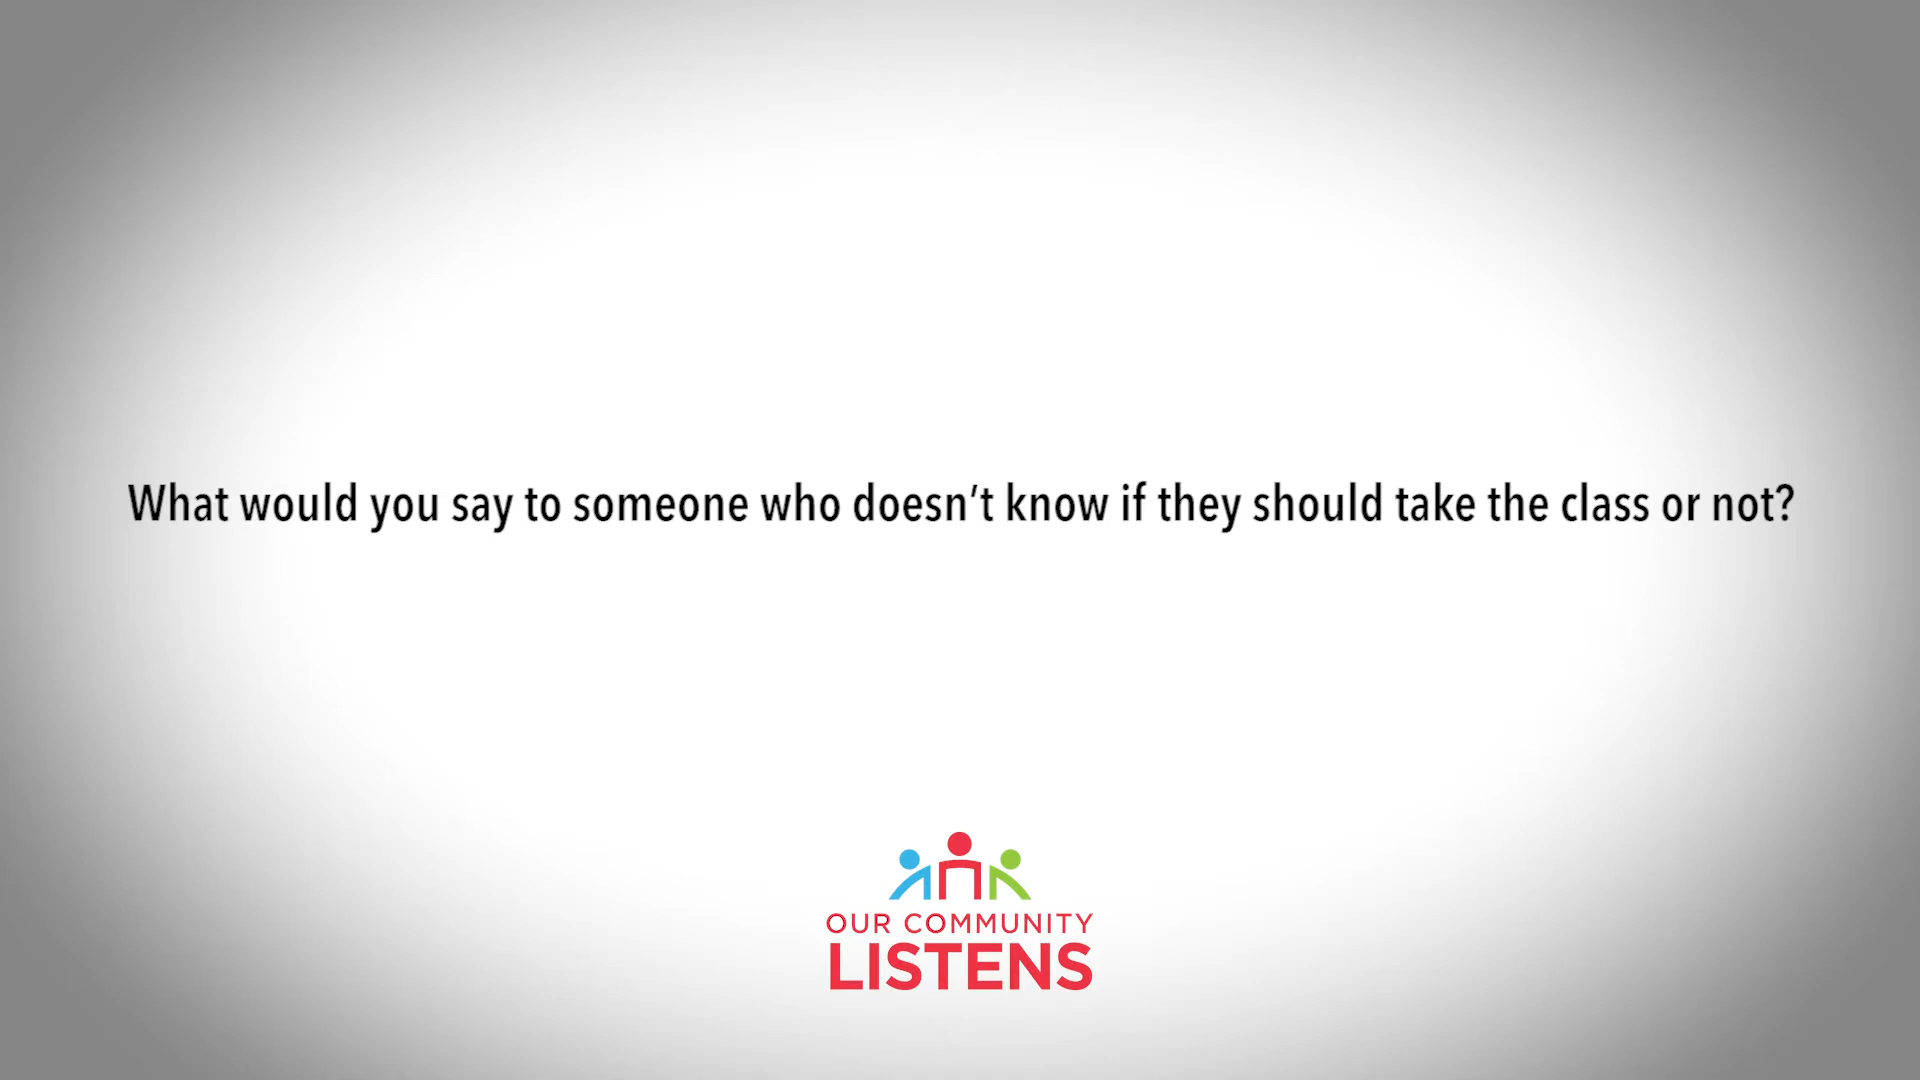 What would you say to someone who doesn’t know if they should take the class or not?
OUR COMMUNITY
LISTENS